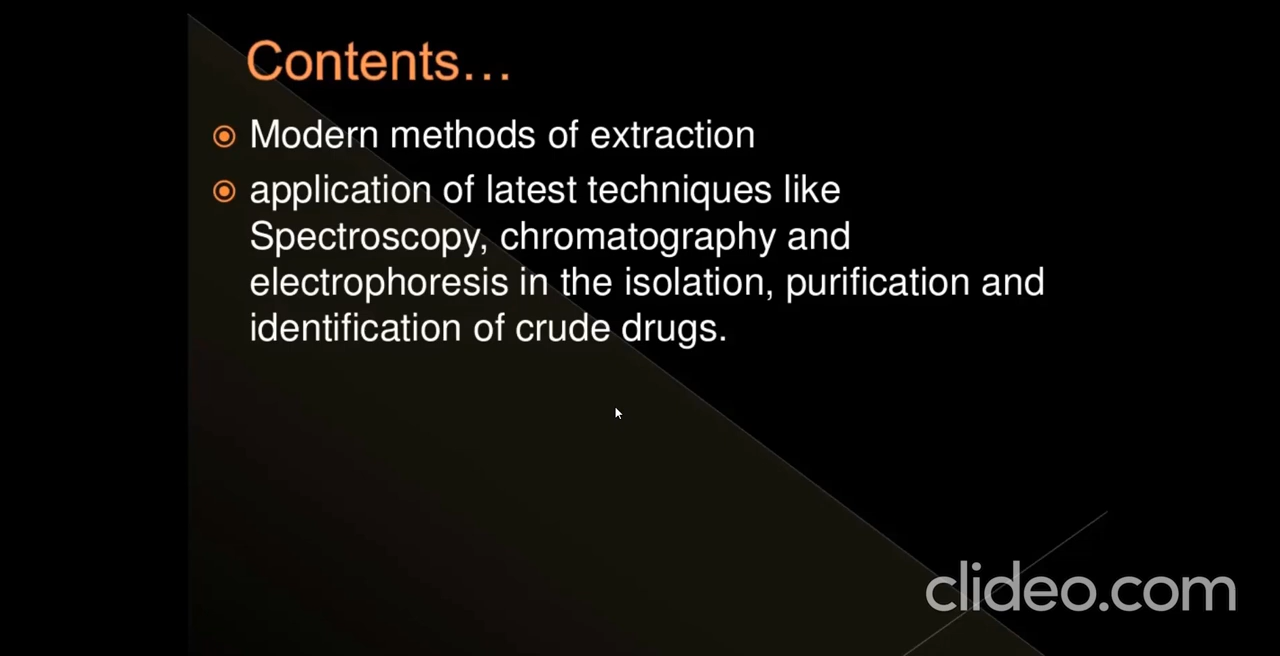 Contents...
Modern methods of extraction
application of latest techniques like
Spectroscopy, chromatography and
electrophoresis in the isolation, purification and
identification of crude drugs.
clideo.com